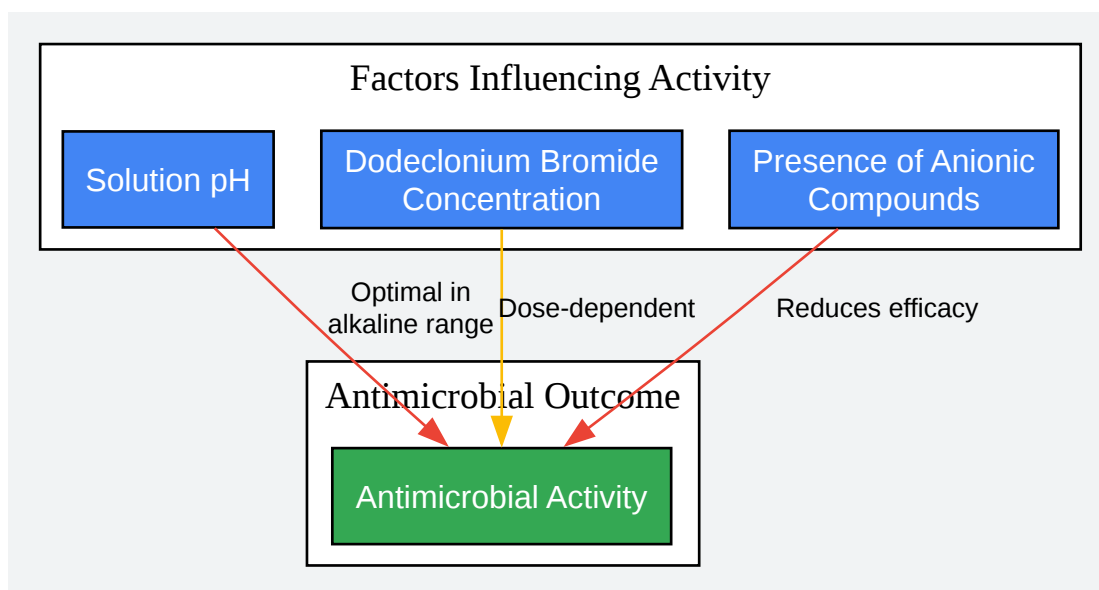 Factors Influencing Activity
Solution pH
Dodeclonium Bromide
Concentration
Presence of Anionic
Compounds
Optimal in
alkaline range
Dose-dependent
Reduces efficacy
Antimicrobial Outcome
Antimicrobial Activity